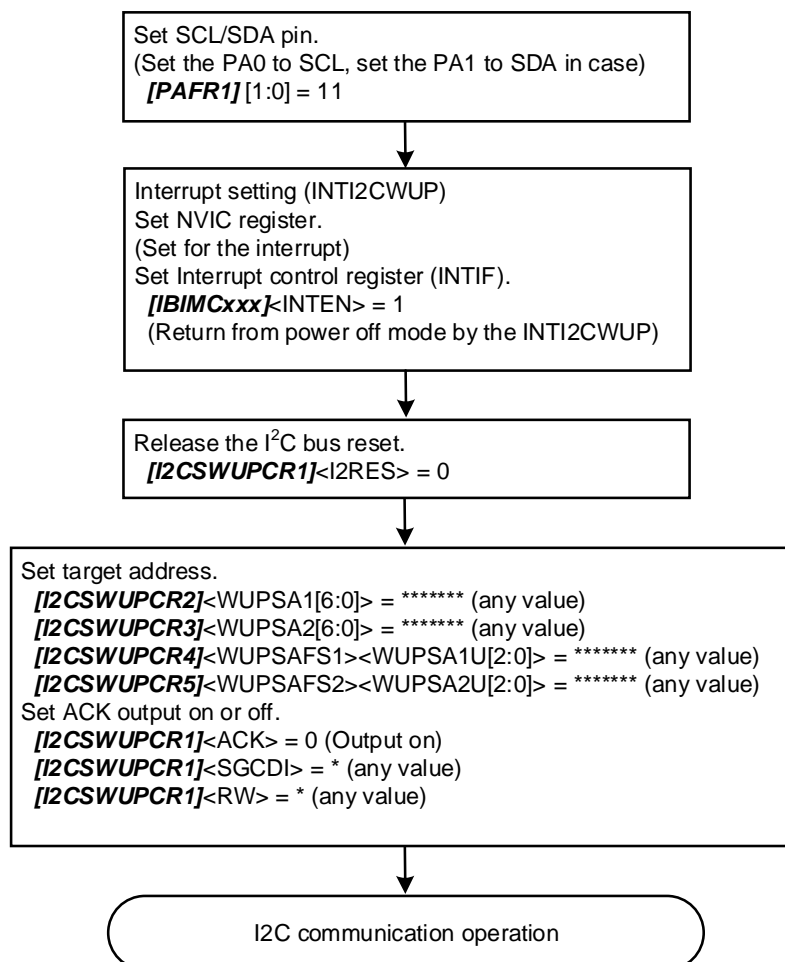 Set SCL/SDA pin.
(Set the PA0 to SCL, set the PA1 to SDA in case)
[PAFR1] [1:0] = 11
Interrupt setting (INTI2CWUP)
Set NVIC register.
(Set for the interrupt)
Set Interrupt control register (INTIF).
[IBIMCxxx]<INTEN> = 1
(Return from power off mode by the INTI2CWUP)
Release the I²C bus reset.
[I2CSWUPCR1]<I2RES> = 0
Set target address.
[I2CSWUPCR2]<WUPSA1[6:0]> = ******* (any value)
[I2CSWUPCR3]<WUPSA2[6:0]> = ******* (any value)
[I2CSWUPCR4]<WUPSAFS1><WUPSA1U[2:0]> = ******* (any value)
[I2CSWUPCR5]<WUPSAFS2><WUPSA2U[2:0]> = ******* (any value)
Set ACK output on or off.
[I2CSWUPCR1]<ACK> = 0 (Output on)
[I2CSWUPCR1]<SGCDI> = * (any value)
[I2CSWUPCR1]<RW> = * (any value)
I2C communication operation